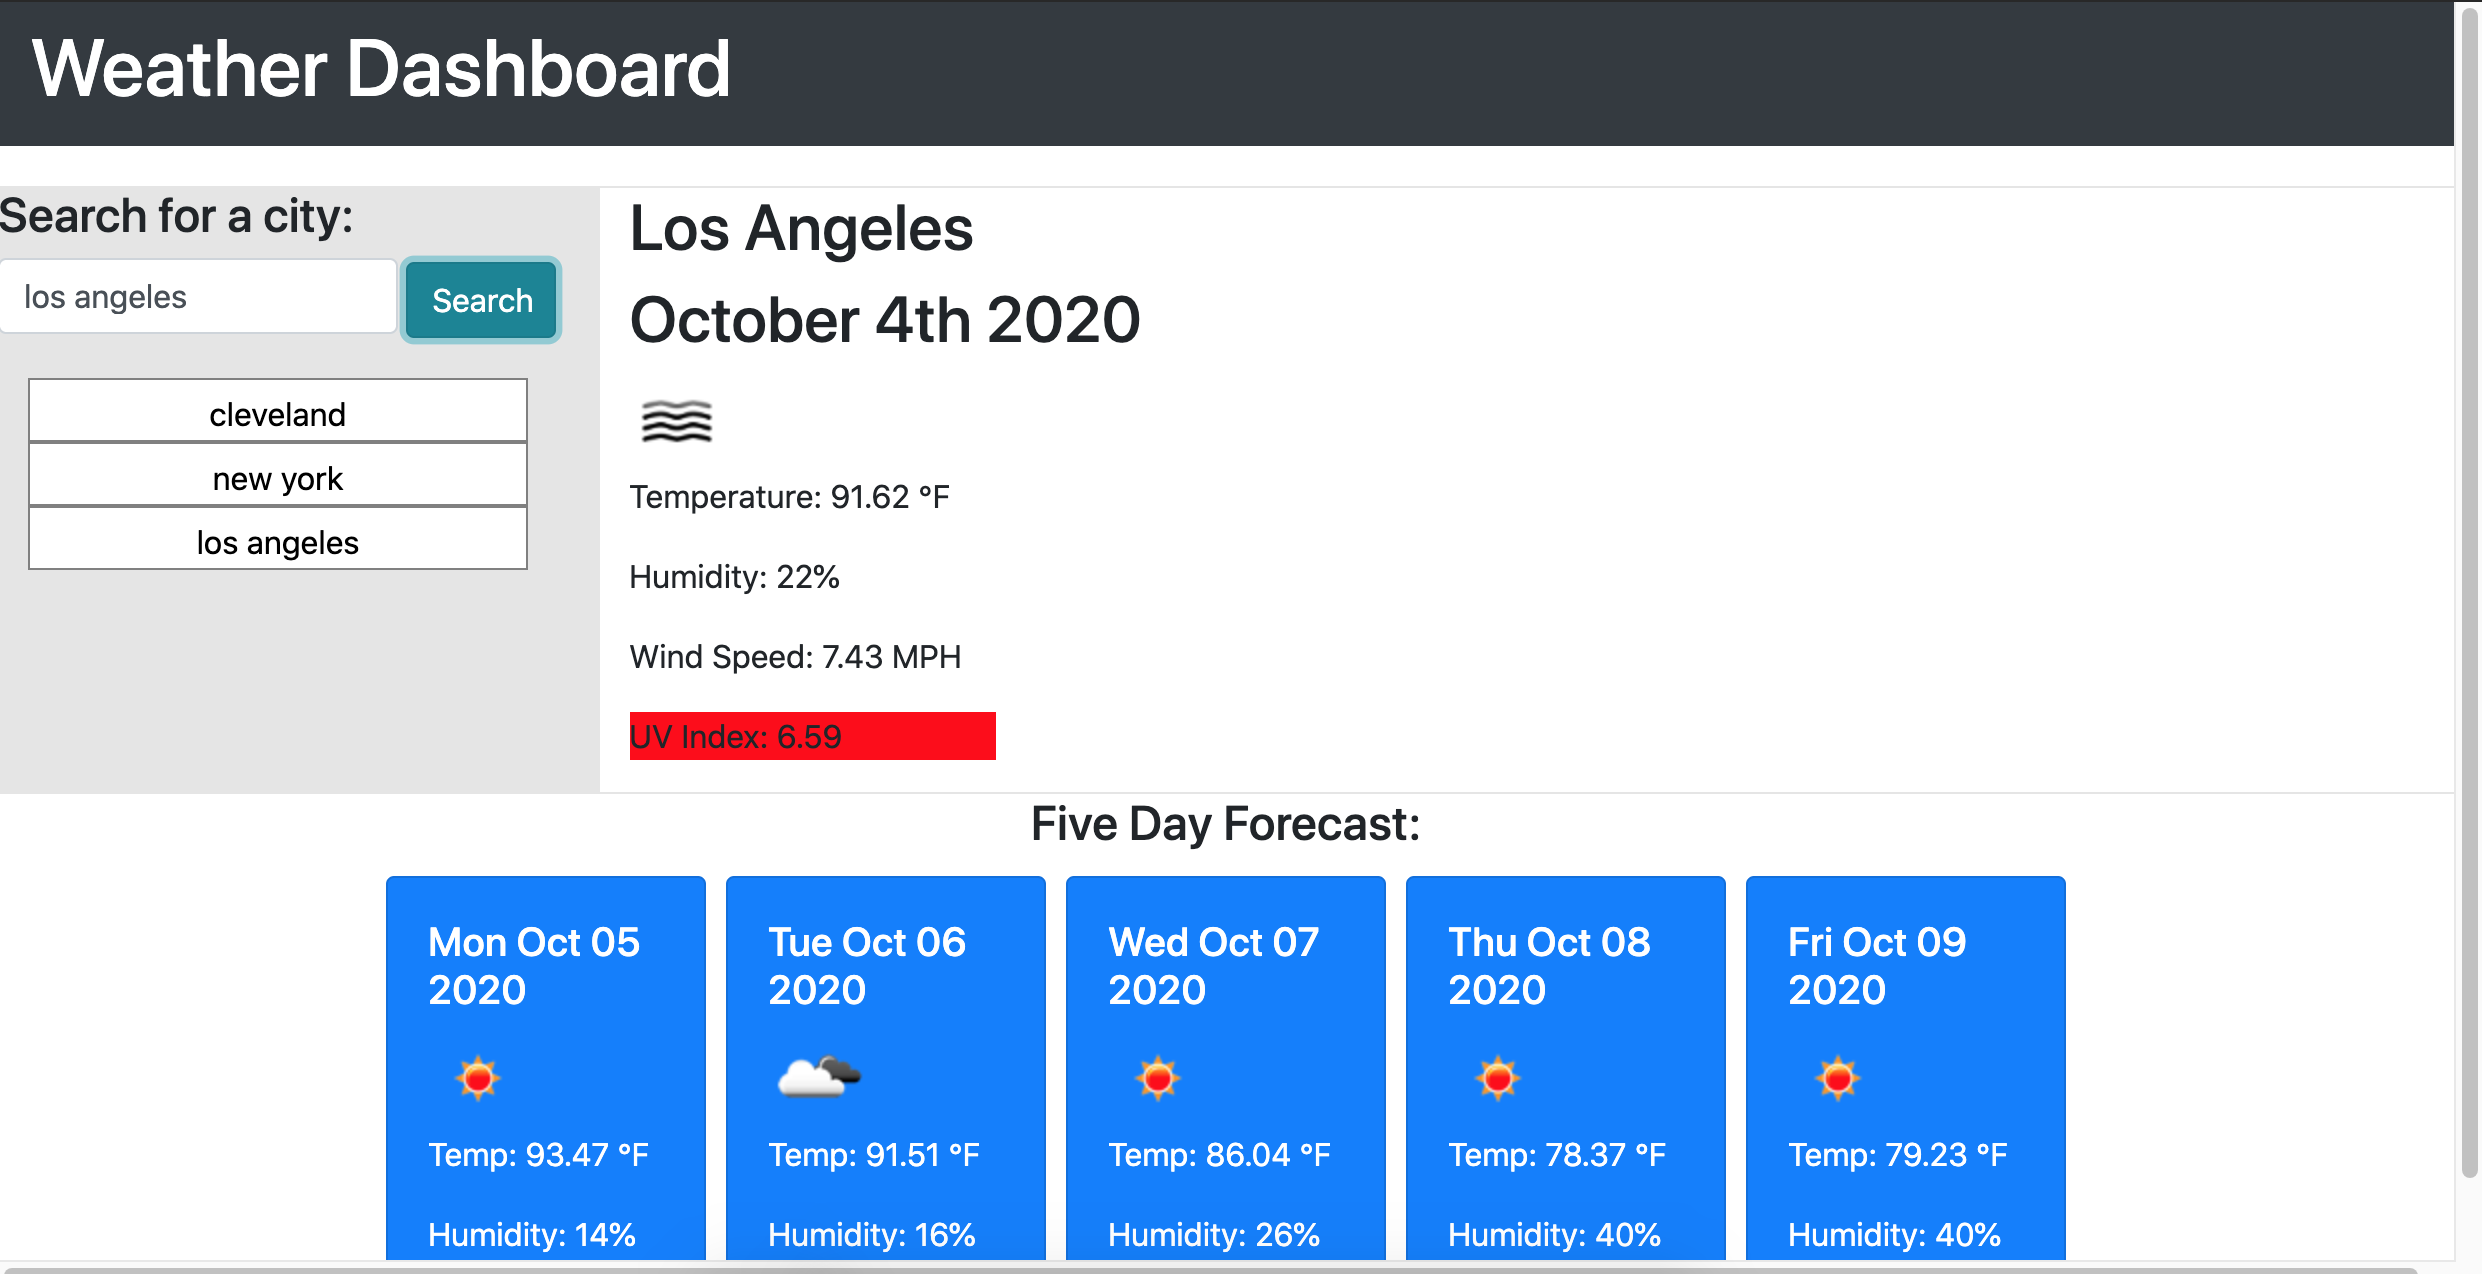 Weather Dashboard
Search for a city:
los angeles
Search
cleveland
new york
los angeles
Los Angeles
October 4th 2020
Temperature: 91.62 °F
Humidity: 22%
Wind Speed: 7.43 MPH
UV Index: 6.59
Five Day Forecast:
Mon Oct 05
2020
Temp: 93.47 °F
Humidity: 14%
Tue Oct 06
2020
Temp: 91.51 °F
Humidity: 16%
Wed Oct 07
2020
Temp: 86.04 °F
Humidity: 26%
Thu Oct 08
2020
Temp: 78.37 °F
Humidity: 40%
Fri Oct 09
2020
Temp: 79.23 °F
Humidity: 40%